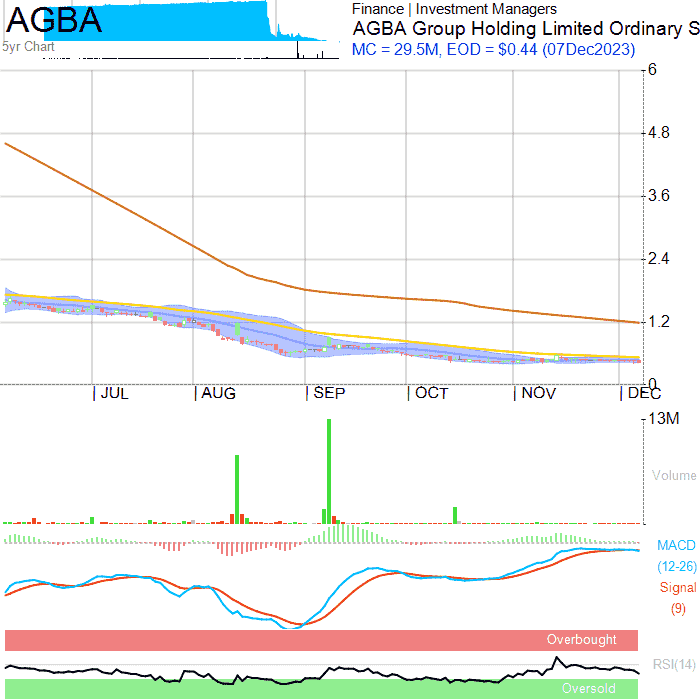 AGBA
5yr Chart
Finance | Investment Managers
AGBA Group Holding Limited Ordinary S
MC = 29.5M, EOD = $0.44 (07Dec2023)
6
4.8
3.6
2.4
1.2
0
JUL AUG SEP OCT NOV DEC
13M
Volume
MACD
(12-26)
Signal
(9)
Overbought
RSI(14)
Oversold